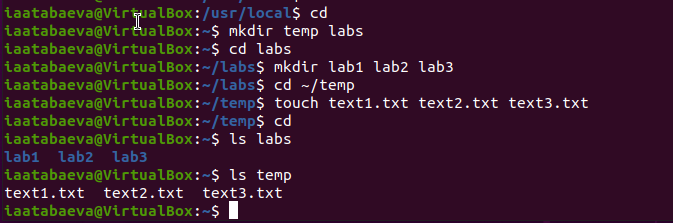 iaatabaeva@VirtualBox:/usr/local$ cd
iaatabaeva@VirtualBox:~$ mkdir temp labs
iaatabaeva@VirtualBox:~$ cd labs
iaatabaeva@VirtualBox:~/labs$ mkdir lab1 lab2 lab3
iaatabaeva@VirtualBox:~/labs$ cd ~/temp
iaatabaeva@VirtualBox:~/temp$ touch text1.txt text2.txt text3.txt
iaatabaeva@VirtualBox:~/temp$ cd
iaatabaeva@VirtualBox:~$ ls labs
lab1  lab2  lab3
iaatabaeva@VirtualBox:~$ ls temp
text1.txt  text2.txt  text3.txt
iaatabaeva@VirtualBox:~$